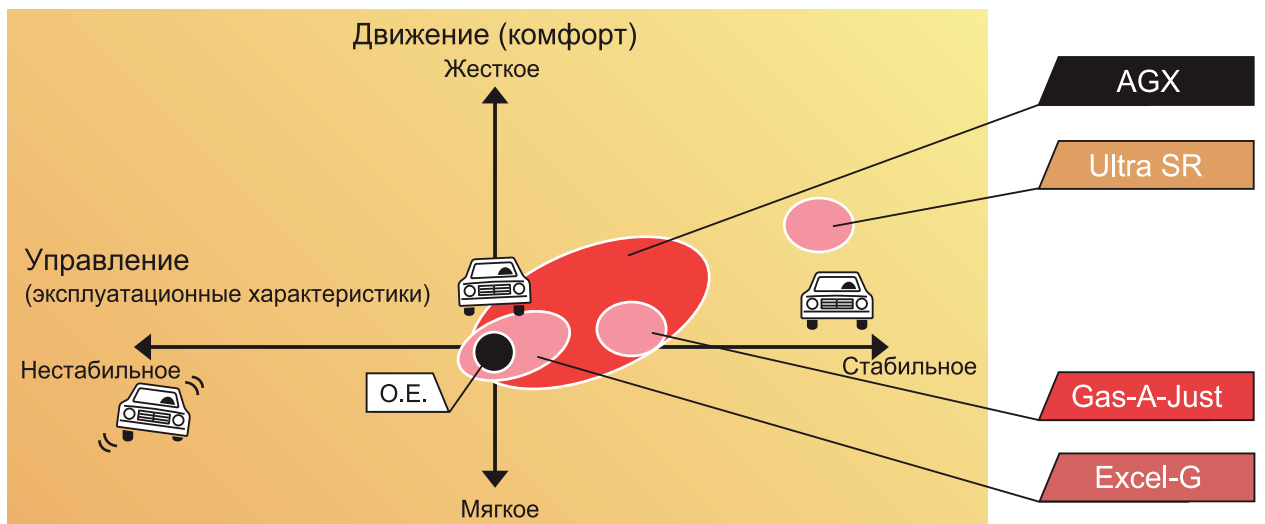 Движение (комфорт)
Жесткое
AGX
Ultra SR
Управление
(эксплуатационные характеристики)
Нестабильное
Стабильное
O.E.
Gas-A-Just
Excel-G
Мягкое